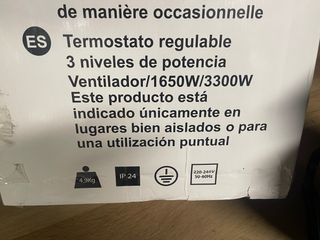 de manière occasionnelle
ES Termostato regulable
3 niveles de potencia
Ventilador/1650W/3300W
Este producto está
indicado únicamente en
lugares bien aislados o para
una utilización puntual
4.9Kg
IP 24
220-240V
50-60Hz